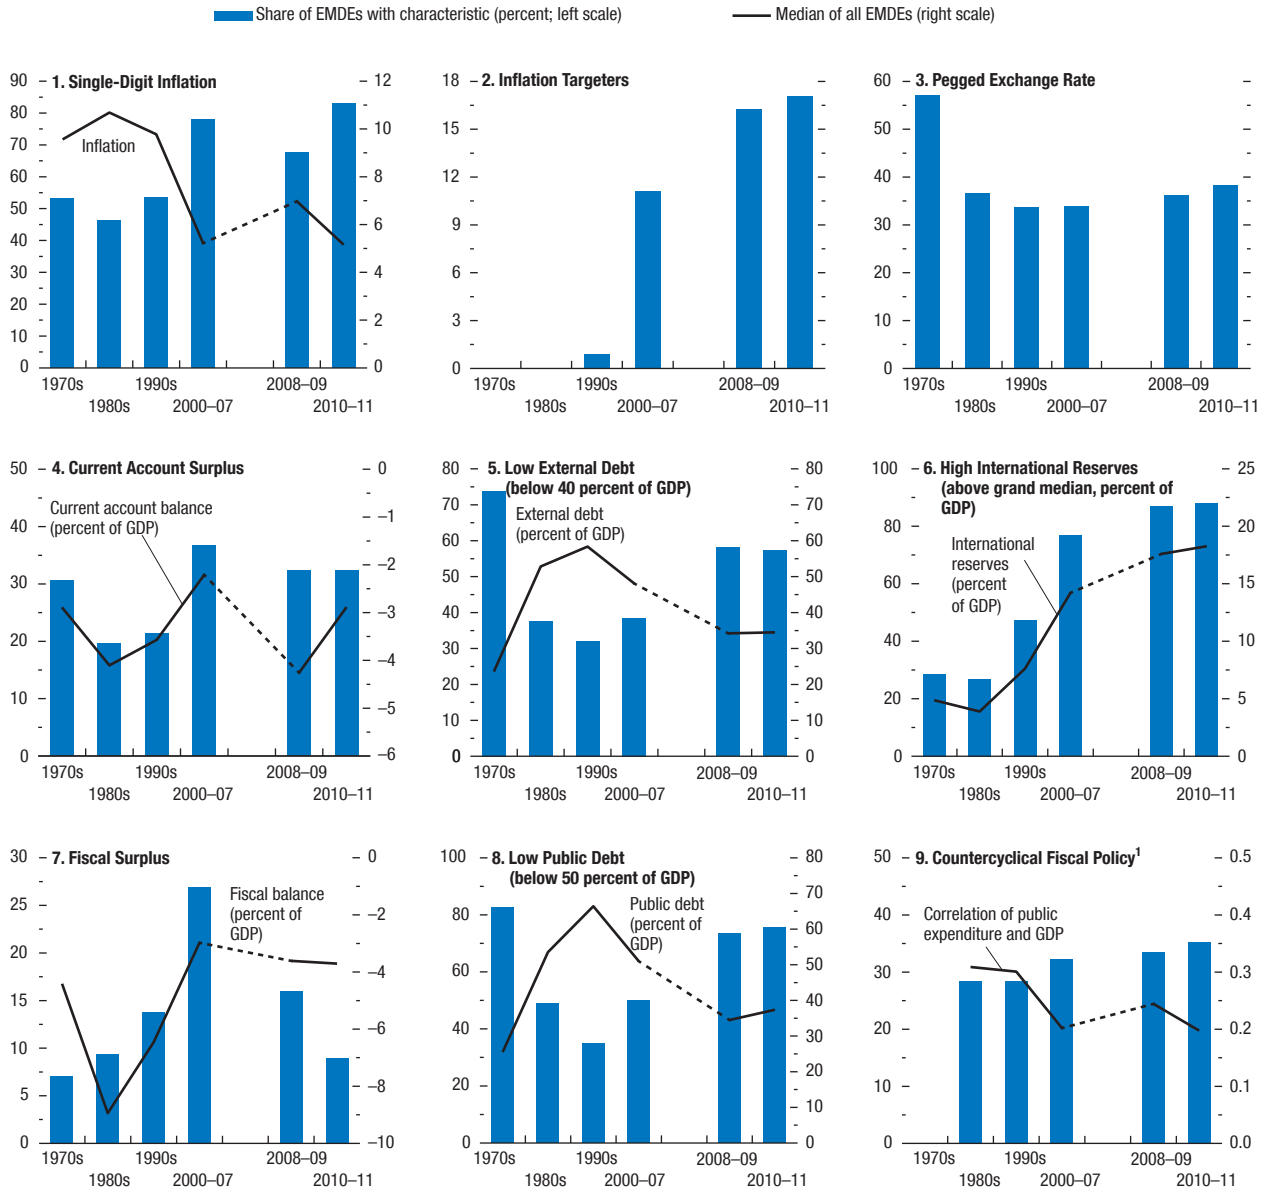 Share of EMDEs with characteristic (percent; left scale)
Median of all EMDEs (right scale)
1. Single-Digit Inflation
90
80
70
60
50
40
30
20
10
0
12
10
8
6
4
2
0
Inflation
1970s
1980s
1990s
2000–07
2008–09
2010–11
2. Inflation Targeters
18
15
12
9
6
3
0
1970s
1980s
1990s
2000–07
2008–09
2010–11
3. Pegged Exchange Rate
60
50
40
30
20
10
0
1970s
1980s
1990s
2000–07
2008–09
2010–11
4. Current Account Surplus
50
40
30
20
10
0
0
–1
–2
–3
–4
–5
–6
Current account balance
(percent of GDP)
1970s
1980s
1990s
2000–07
2008–09
2010–11
5. Low External Debt
(below 40 percent of GDP)
80
70
60
50
40
30
20
10
0
80
70
60
50
40
30
20
10
0
External debt
(percent of GDP)
1970s
1980s
1990s
2000–07
2008–09
2010–11
6. High International Reserves
(above grand median, percent of
GDP)
100
80
60
40
20
0
25
20
15
10
5
0
International
reserves
(percent
of GDP)
1970s
1980s
1990s
2000–07
2008–09
2010–11
7. Fiscal Surplus
30
25
20
15
10
5
0
0
–2
–4
–6
–8
–10
Fiscal balance
(percent of
GDP)
1970s
1980s
1990s
2000–07
2008–09
2010–11
8. Low Public Debt
(below 50 percent of GDP)
100
80
60
40
20
0
80
70
60
50
40
30
20
10
0
Public debt
(percent of
GDP)
1970s
1980s
1990s
2000–07
2008–09
2010–11
9. Countercyclical Fiscal Policy1
50
40
30
20
10
0
0.5
0.4
0.3
0.2
0.1
0.0
Correlation of public
expenditure and GDP
1970s
1980s
1990s
2000–07
2008–09
2010–11